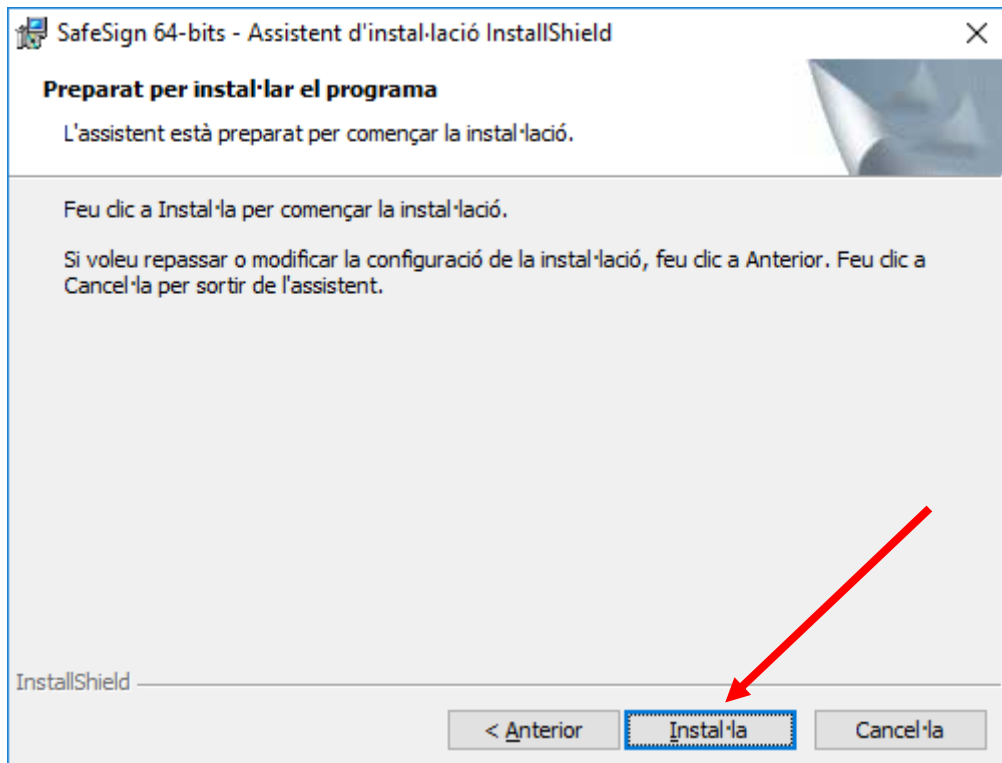 SafeSign 64-bits - Assistent d'instal·lació InstallShield
Preparat per instal·lar el programa
L'assistent està preparat per començar la instal·lació.
Feu clic a Instal·la per començar la instal·lació.
Si voleu repassar o modificar la configuració de la instal·lació, feu clic a Anterior. Feu clic a
Cancel·la per sortir de l'assistent.
InstallShield
< Anterior
Instal·la
Cancel·la